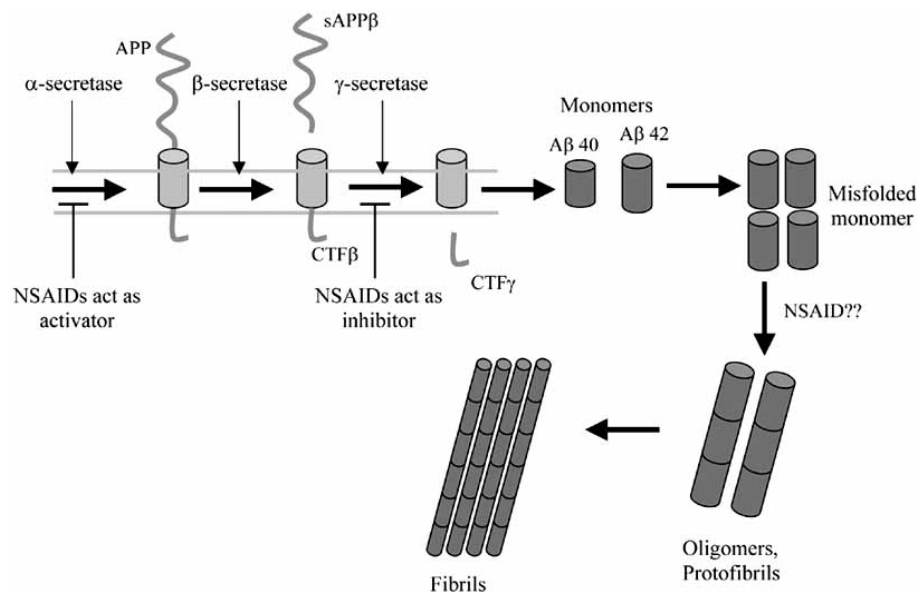 sAPPβ
APP
α-secretase
β-secretase
γ-secretase
Monomers
Aβ 40
Aβ 42
Misfolded
monomer
CTFβ
CTFγ
NSAIDs act as
activator
NSAIDs act as
inhibitor
NSAID??
Oligomers,
Protofibrils
Fibrils